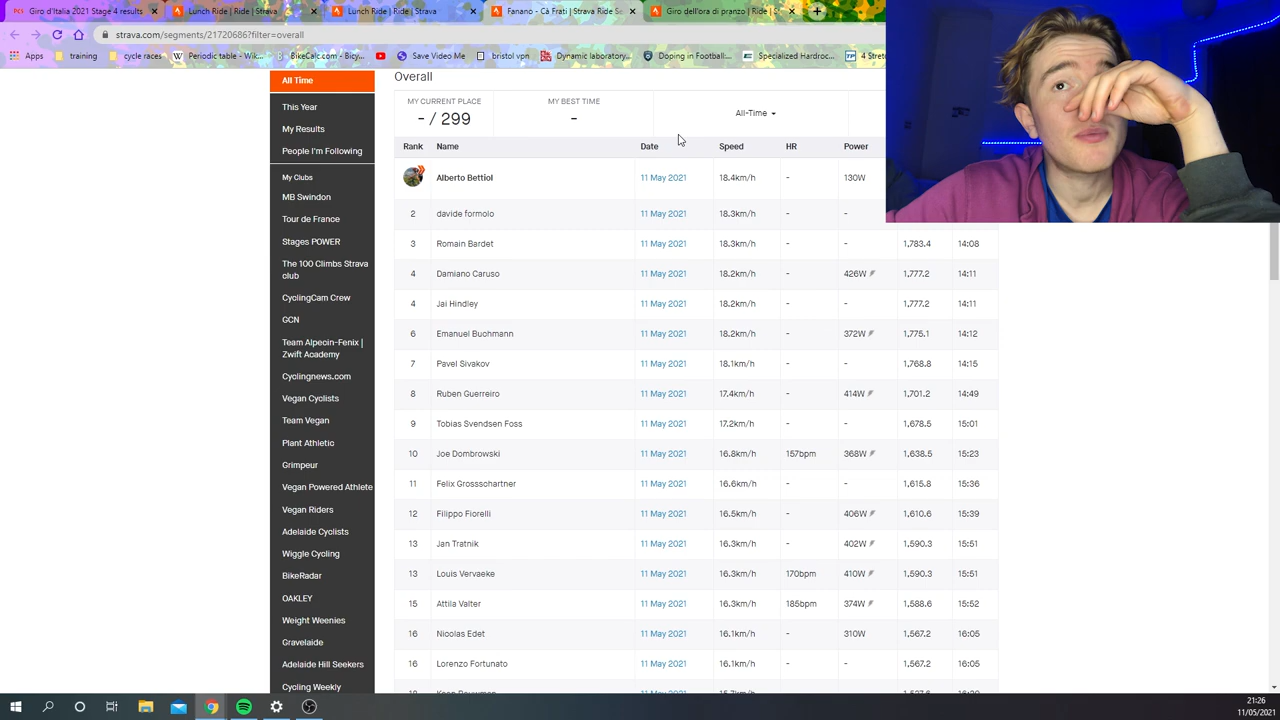 Giro d'Italia 2021 Stage 4 resu
Lunch Ride | Ride | Strava
Lunch Ride | Ride | Strava
Fanano - Cà Frati | Strava Ride Se
Giro dell'ora di pranzo | Ride | S
strava.com/segments/21720686?filter=overall
Apps
training
cycle races
Periodic table - Wik...
BikeCalc.com - Bicy...
Save Video Me
bristol vpn
Dynamic laboratory...
Doping in Football:...
Specialized Hardroc...
4 Stretc
All Time
This Year
My Results
People I'm Following
My Clubs
MB Swindon
Tour de France
Stages POWER
The 100 Climbs Strava
club
CyclingCam Crew
GCN
Team Alpecin-Fenix |
Zwift Academy
Cyclingnews.com
Vegan Cyclists
Team Vegan
Plant Athletic
Grimpeur
Vegan Powered Athlete
Vegan Riders
Adelaide Cyclists
Wiggle Cycling
BikeRadar
OAKLEY
Weight Weenies
Gravelaide
Adelaide Hill Seekers
Cycling Weekly
Overall
MY CURRENT PLACE MY BEST TIME
- / 299 - All-Time
Rank Name Date Speed HR Power
Alberto Bettiol 11 May 2021 18.4km/h - 130W
2 davide formolo 11 May 2021 18.3km/h - -
3 Romain Bardet 11 May 2021 18.3km/h - - 1,783.4 14:08
4 Damiano Caruso 11 May 2021 18.2km/h - 426W 1,777.2 14:11
4 Jai Hindley 11 May 2021 18.2km/h - - 1,777.2 14:11
6 Emanuel Buchmann 11 May 2021 18.2km/h - 372W 1,775.1 14:12
7 Pavel Sivakov 11 May 2021 18.1km/h - - 1,768.8 14:15
8 Ruben Guerreiro 11 May 2021 17.4km/h - 414W 1,701.2 14:49
9 Tobias Svendsen Foss 11 May 2021 17.2km/h - - 1,678.5 15:01
10 Joe Dombrowski 11 May 2021 16.8km/h 157bpm 368W 1,638.5 15:23
11 Felix Grossschartner 11 May 2021 16.6km/h - - 1,615.8 15:36
12 Filippo Fiorelli 11 May 2021 16.5km/h - 406W 1,610.6 15:39
13 Jan Tratnik 11 May 2021 16.3km/h - 402W 1,590.3 15:51
13 Louis Vervaeke 11 May 2021 16.3km/h 170bpm 410W 1,590.3 15:51
15 Attila Valter 11 May 2021 16.3km/h 185bpm 374W 1,588.6 15:52
16 Nicolas Edet 11 May 2021 16.1km/h - 310W 1,567.2 16:05
16 Lorenzo Fortunato 11 May 2021 16.1km/h - - 1,567.2 16:05
21:26
11/05/2021